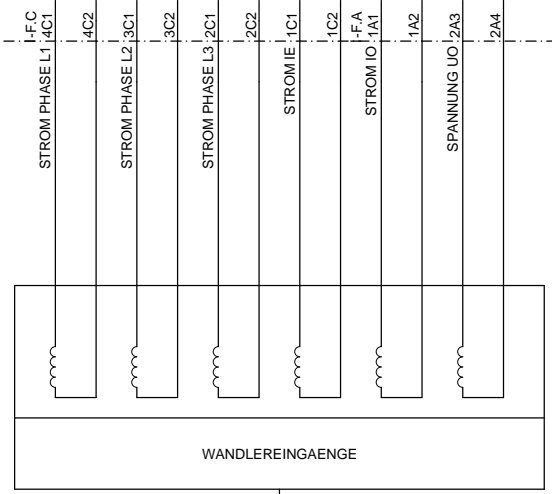 -F.C
4C1
STROM PHASE L1
4C2
3C1
STROM PHASE L2
3C2
2C1
STROM PHASE L3
2C2
1C1
STROM IE
1C2
-F.A
1A1
STROM IO
1A2
2A3
SPANNUNG UO
2A4
WANDLEREINGAENGE